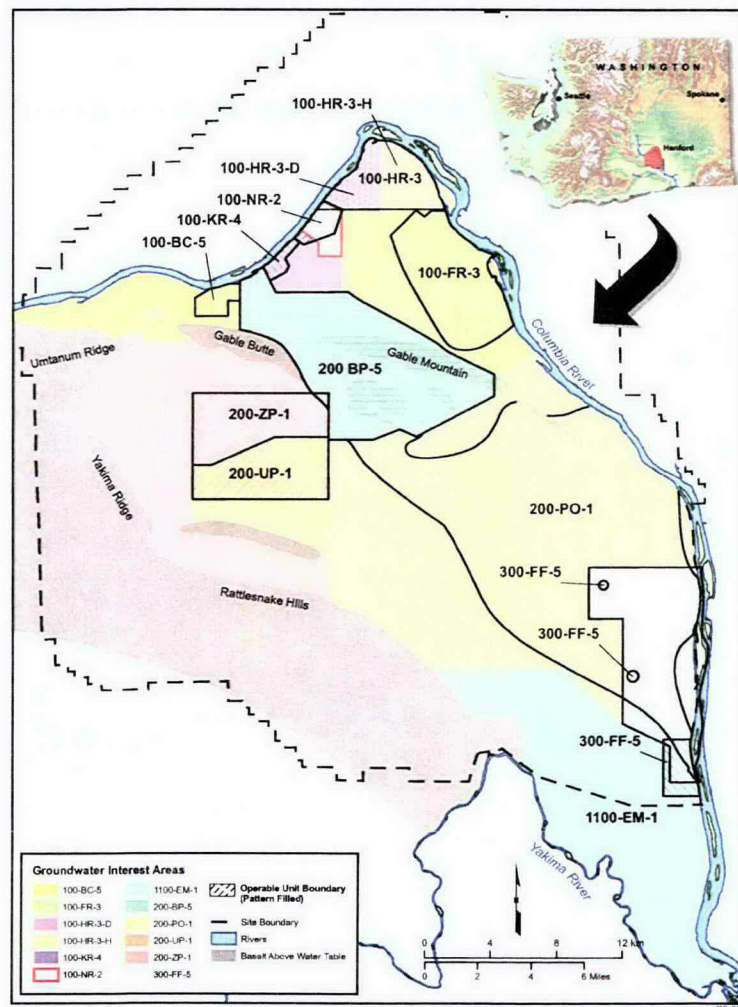 WASHINGTON
Seattle
Spokane
Hanford
100-HR-3-H
100-HR-3-D
100-HR-3
100-NR-2
100-KR-4
100-BC-5
100-FR-3
Columbia River
Umtanum Ridge
Gable Butte
200 BP-5
Gable Mountain
200-ZP-1
200-UP-1
Yakima Ridge
200-PO-1
300-FF-5
Rattlesnake Hills
300-FF-5
300-FF-5
1100-EM-1
Yakima River
Groundwater Interest Areas
100-BC-5
100-FR-3
100-HR-3-D
100-HR-3-H
100-KR-4
100-NR-2
1100-EM-1
200-BP-5
200-PO-1
200-UP-1
200-ZP-1
300-FF-5
Operable Unit Boundary
(Pattern Filled)
Site Boundary
Rivers
Basalt Above Water Table
0 4 8 12 km
0 2 4 6 Miles